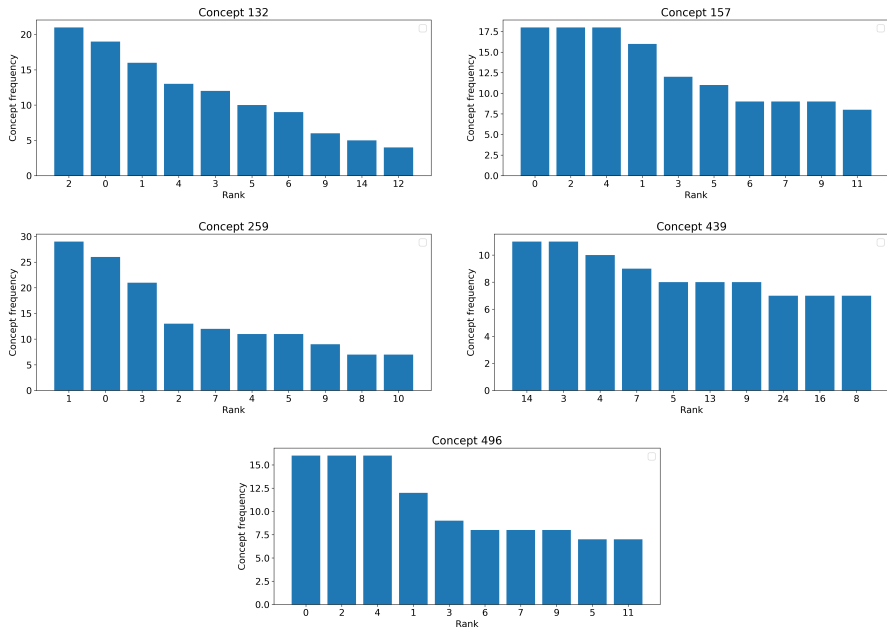 Concept 132
Concept frequency
20
15
10
5
0
2 0 1 4 3 5 6 9 14 12
Rank
Concept 157
Concept frequency
17.5
15.0
12.5
10.0
7.5
5.0
2.5
0.0
0 2 4 1 3 5 6 7 9 11
Rank
Concept 259
Concept frequency
30
25
20
15
10
5
0
1 0 3 2 7 4 5 9 8 10
Rank
Concept 439
Concept frequency
10
8
6
4
2
0
14 3 4 7 5 13 9 24 16 8
Rank
Concept 496
Concept frequency
15.0
12.5
10.0
7.5
5.0
2.5
0.0
0 2 4 1 3 6 7 9 5 11
Rank